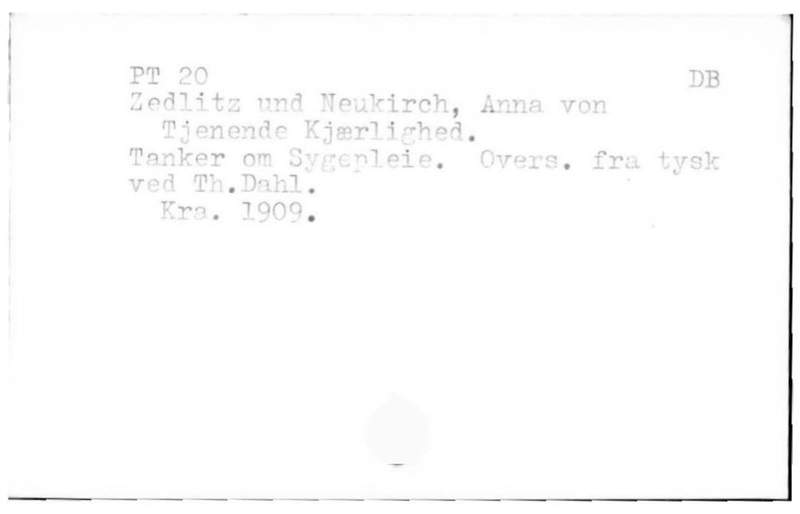 PT 20 DB
Zedlitz und Neukirch, Anna von
Tjenende Kjærlighed.
Tanker om Sygepleie. Overs. fra tysk
ved Th.Dahl.
Kra. 1909.